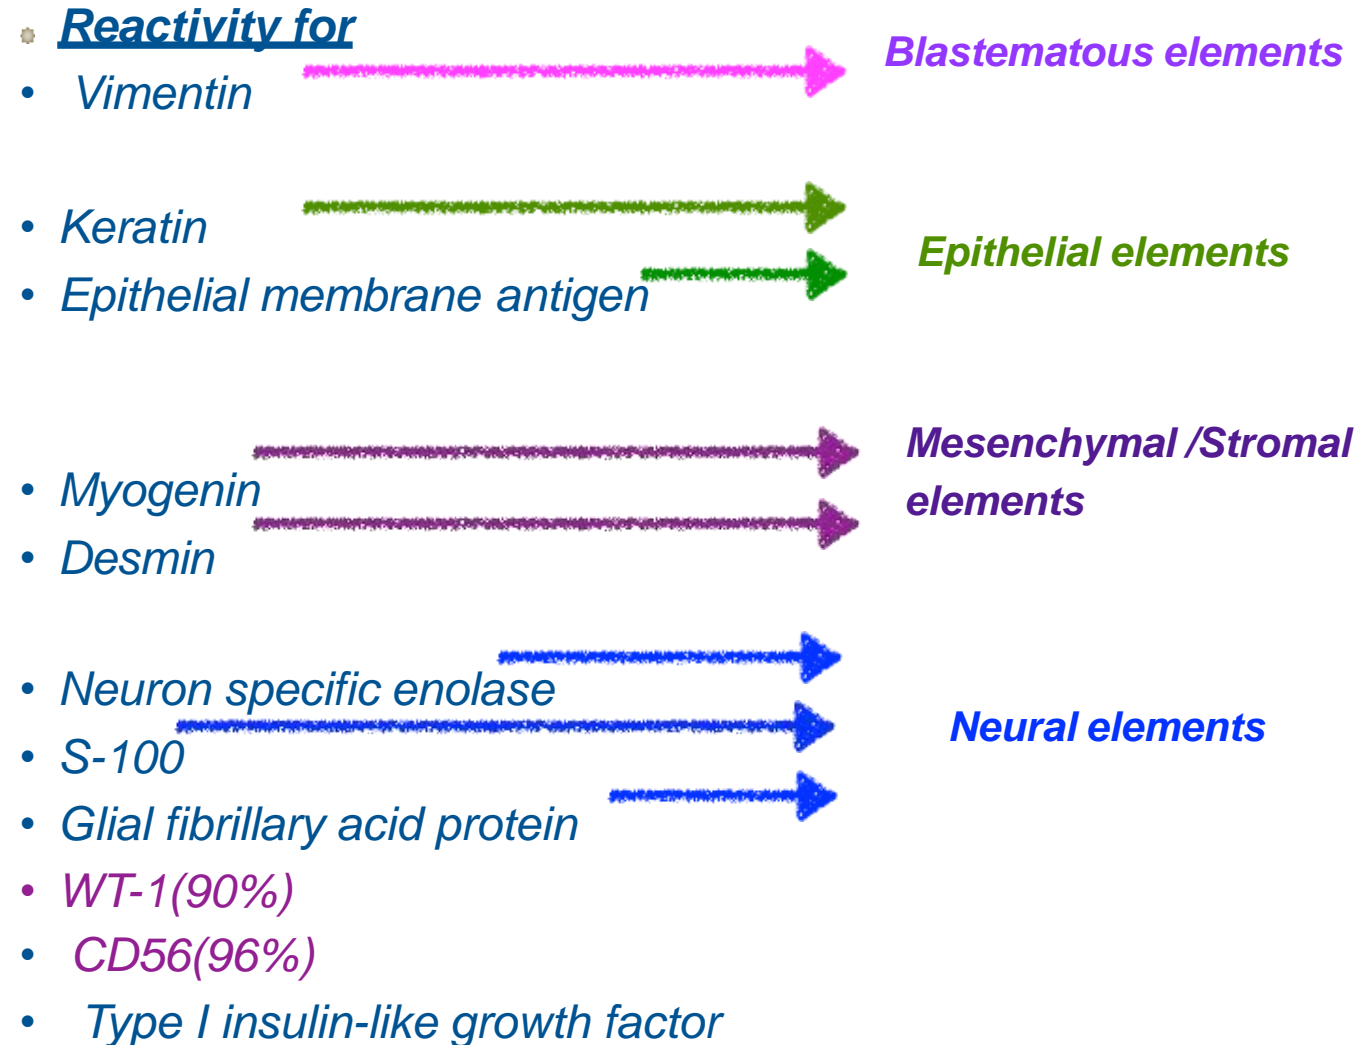 Reactivity for
Blastematous elements
• Vimentin
• Keratin
Epithelial elements
• Epithelial membrane antigen
Mesenchymal /Stromal
elements
• Myogenin
• Desmin
• Neuron specific enolase
Neural elements
• S-100
• Glial fibrillary acid protein
• WT-1(90%)
• CD56(96%)
• Type I insulin-like growth factor